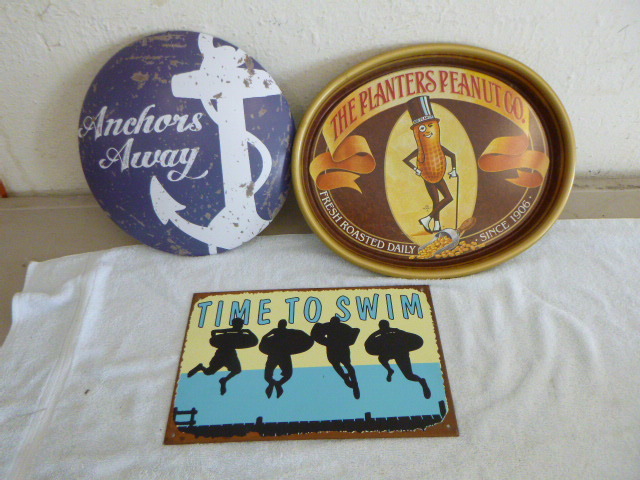 Anchors
Away
THE PLANTERS PEANUT CO.
FRESH ROASTED DAILY
SINCE 1906
TIME TO SWIM